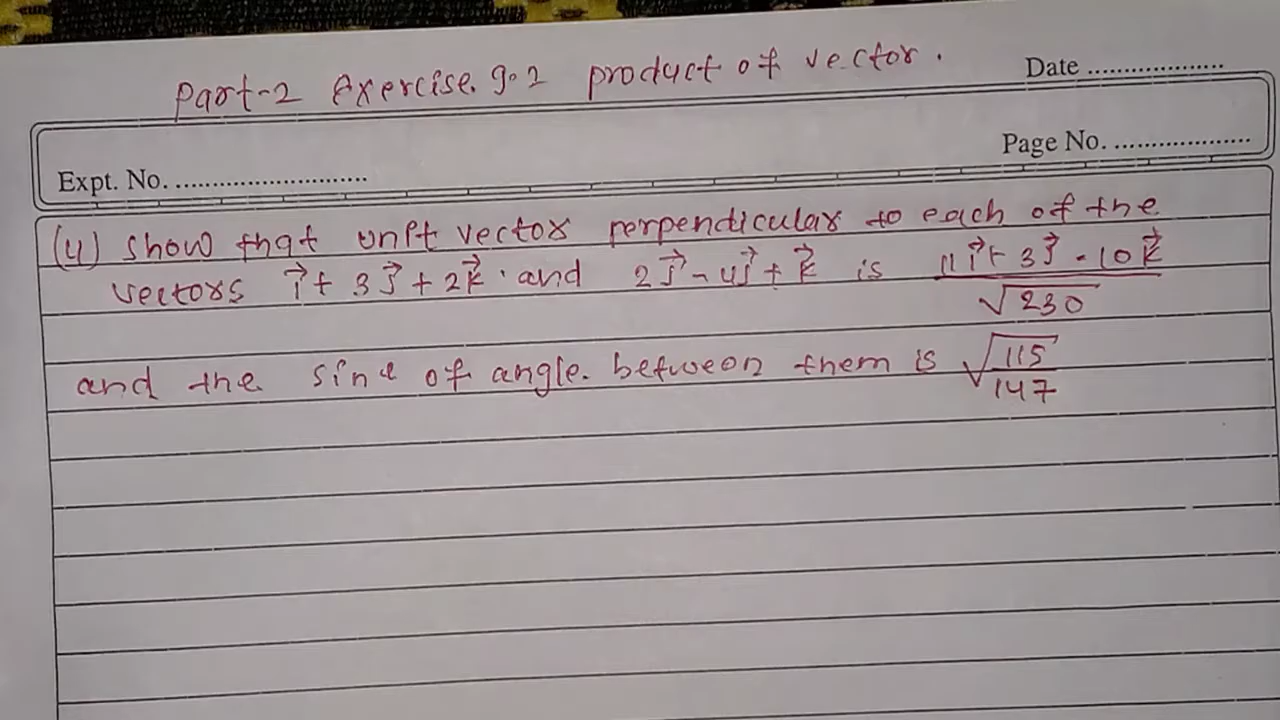 Part-2 Exercise. 9.2 product of vector.
Date ...................
Page No. ...................
Expt. No. ..........................
(4) show that unit vector perpendicular to each of the
vectors i⃗ + 3j⃗ + 2k⃗ and 2j⃗ - 4j⃗ + k⃗ is 11i⃗ + 3j⃗ - 10k⃗
√230
and the sine of angle. between them is √115
147